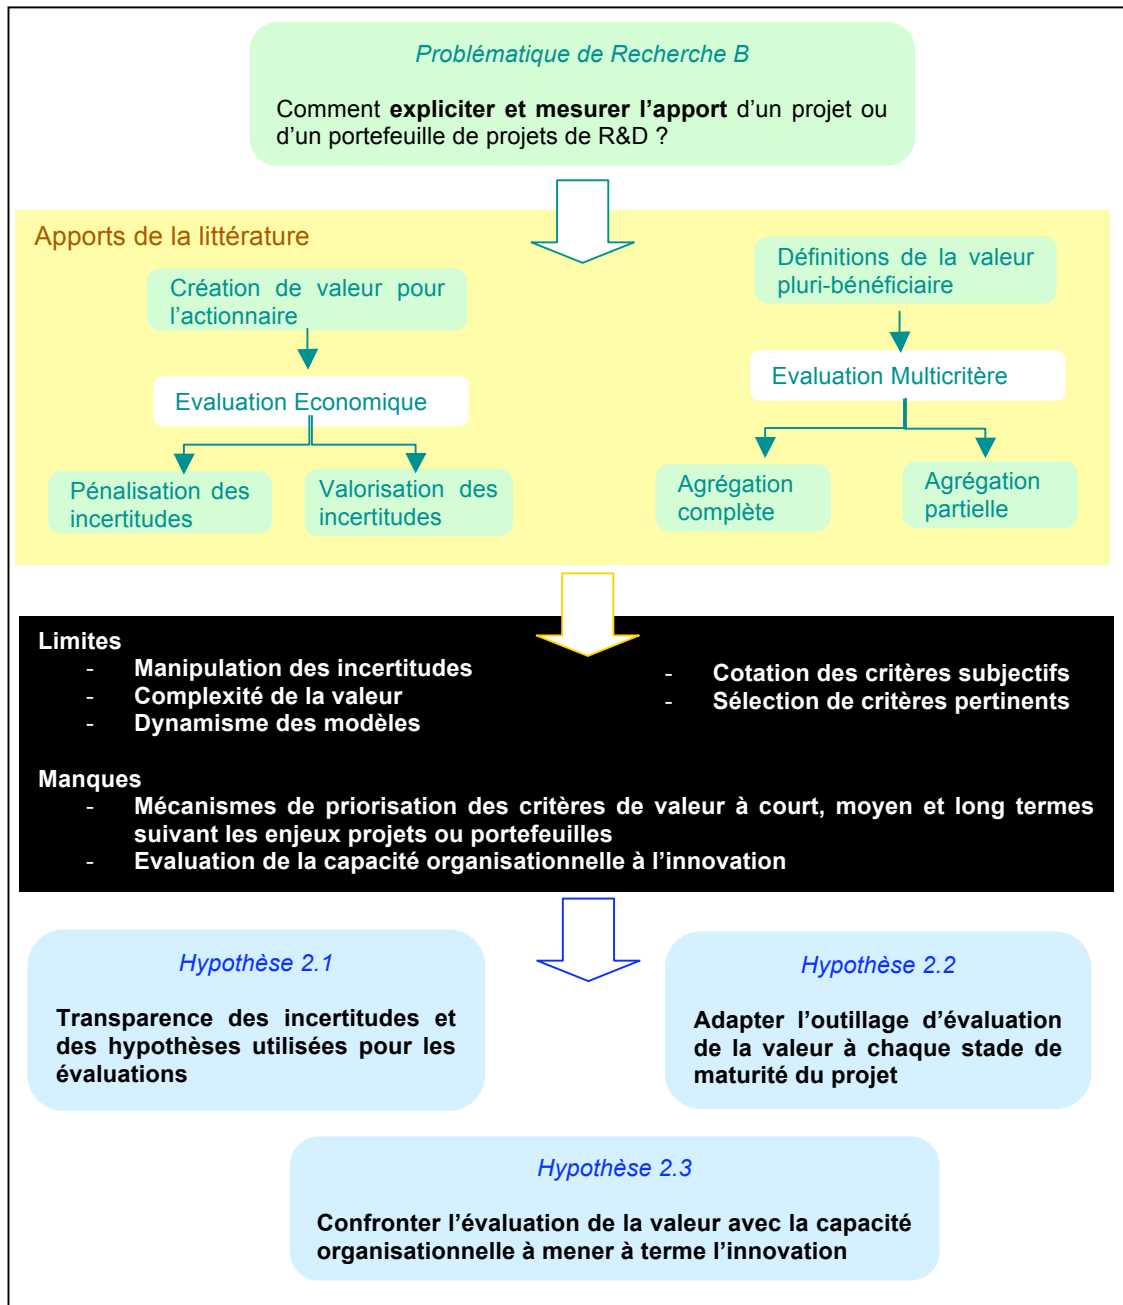 Problématique de Recherche B
Comment expliciter et mesurer l’apport d’un projet ou
d’un portefeuille de projets de R&D ?
Apports de la littérature
Création de valeur pour
l’actionnaire
Evaluation Economique
Pénalisation des
incertitudes
Valorisation des
incertitudes
Définitions de la valeur
pluri-bénéficiaire
Evaluation Multicritère
Agrégation
complète
Agrégation
partielle
Limites
- Manipulation des incertitudes
- Complexité de la valeur
- Dynamisme des modèles
- Cotation des critères subjectifs
- Sélection de critères pertinents
Manques
- Mécanismes de priorisation des critères de valeur à court, moyen et long termes
suivant les enjeux projets ou portefeuilles
- Evaluation de la capacité organisationnelle à l’innovation
Hypothèse 2.1
Transparence des incertitudes et
des hypothèses utilisées pour les
évaluations
Hypothèse 2.2
Adapter l’outillage d’évaluation
de la valeur à chaque stade de
maturité du projet
Hypothèse 2.3
Confronter l’évaluation de la valeur avec la capacité
organisationnelle à mener à terme l’innovation